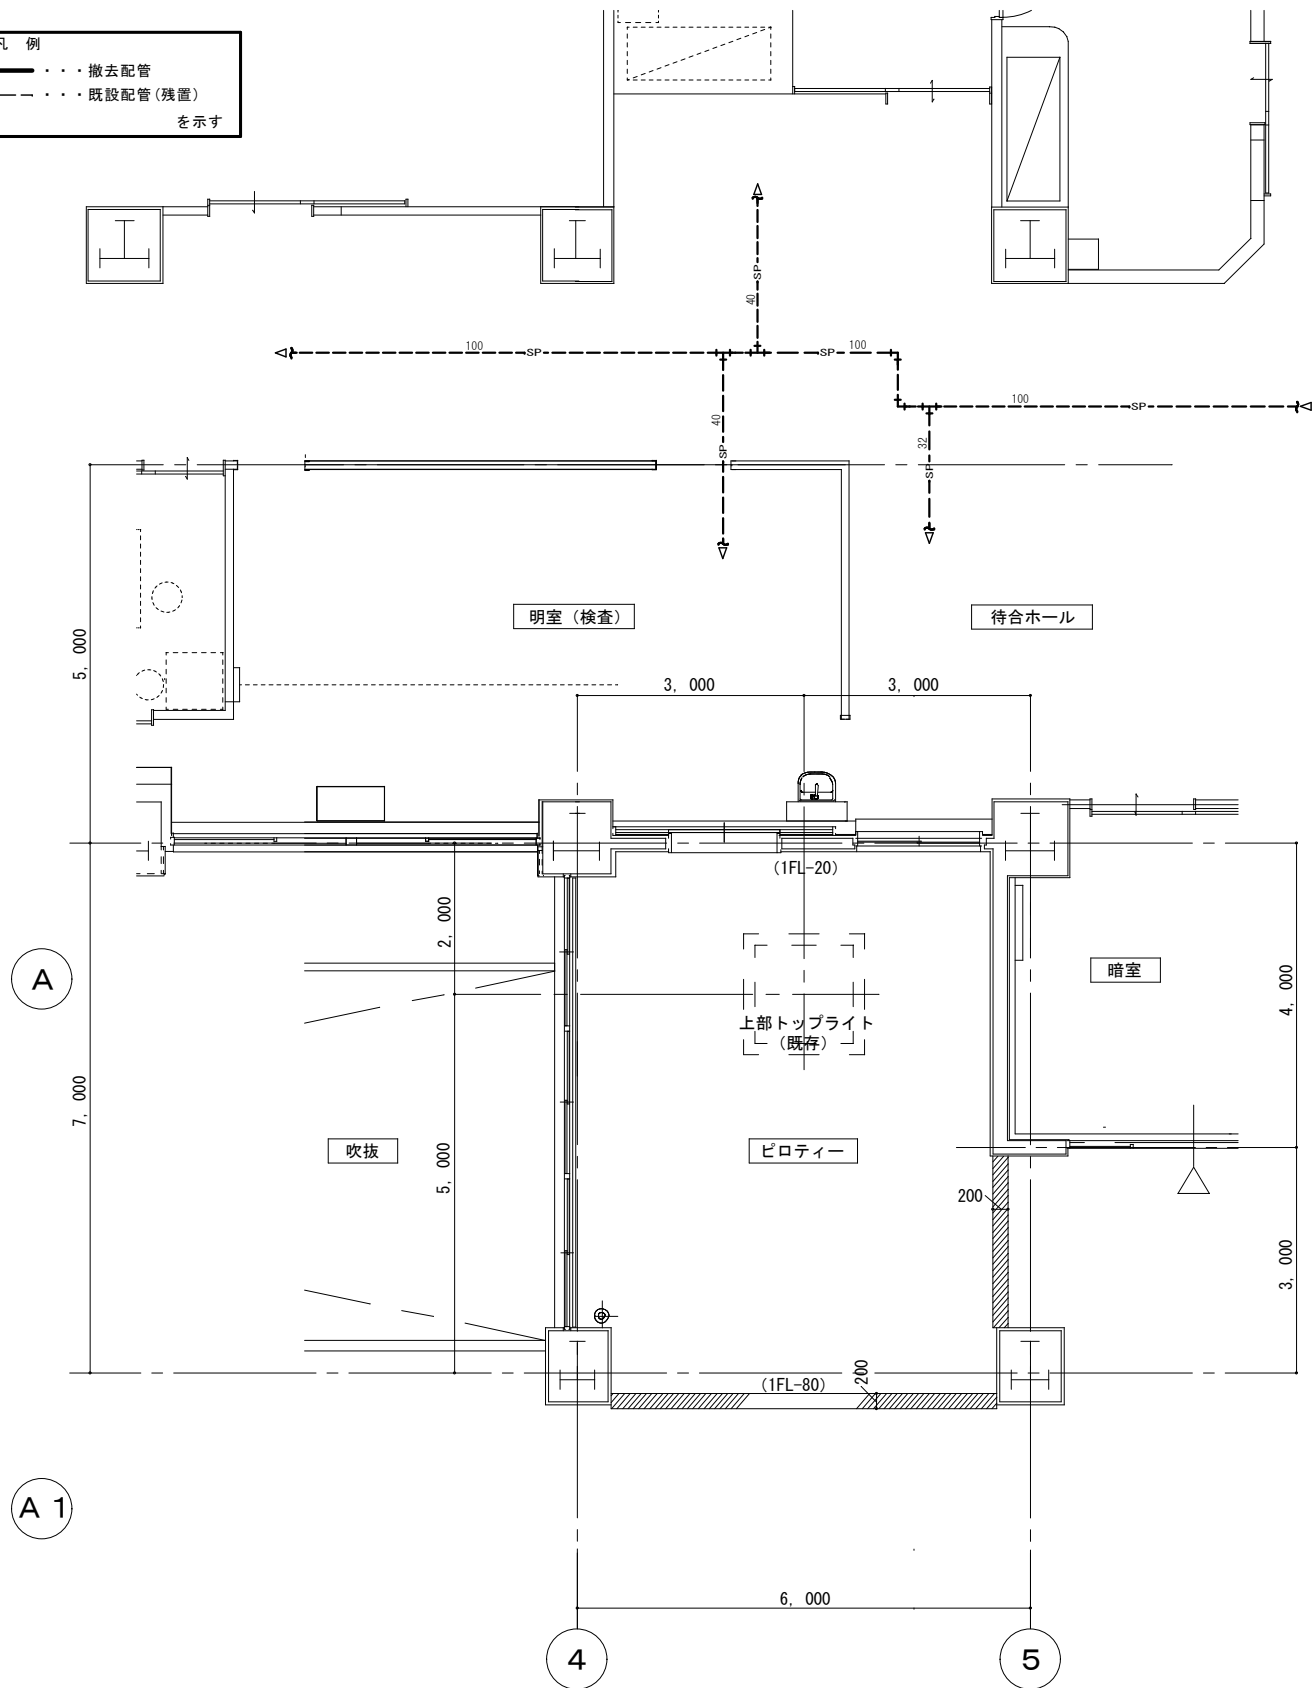 凡 例
・・・撤去配管
・・・既設配管(残置)
を示す
SP
40
100
SP
SP
100
100
SP
40
SP
32
SP
明室（検査）
待合ホール
5, 000
3, 000
3, 000
(1FL-20)
2, 000
A
暗室
4, 000
上部トップライト
（既存）
7, 000
吹抜
5, 000
ピロティー
200
3, 000
(1FL-80)
200
A 1
6, 000
4
5